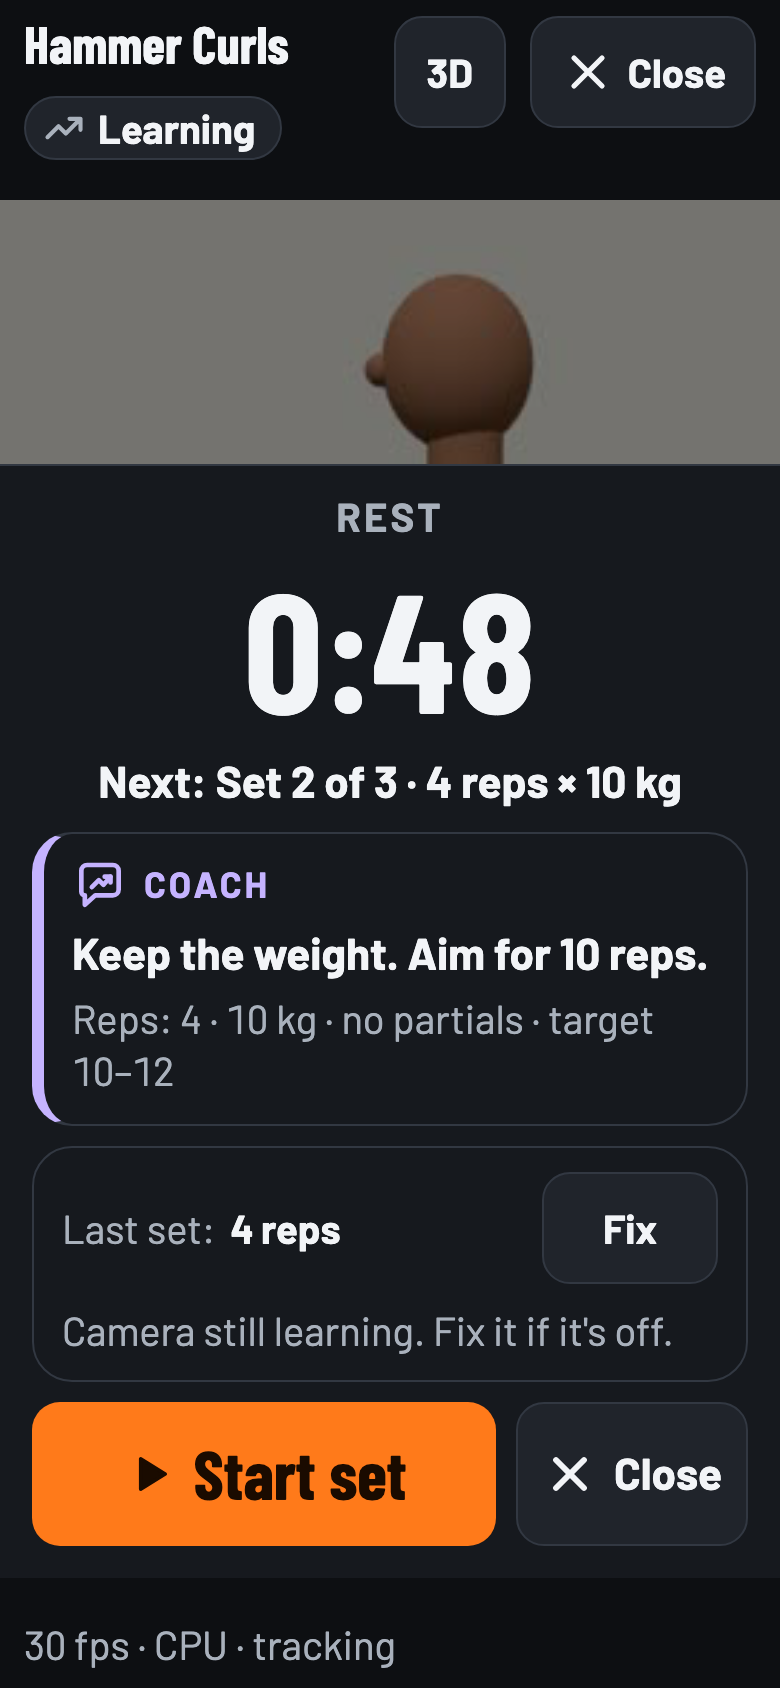 Hammer Curls
3D
Close
Learning
REST
0:48
Next: Set 2 of 3 · 4 reps × 10 kg
COACH
Keep the weight. Aim for 10 reps.
Reps: 4 · 10 kg · no partials · target
10–12
Last set: 4 reps
Fix
Camera still learning. Fix it if it's off.
Start set
Close
30 fps · CPU · tracking